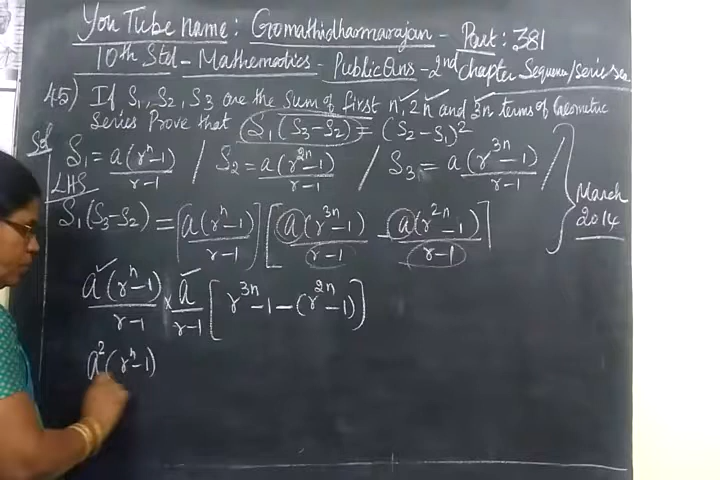 YouTube name: Gomathidharmarajan - Part: 381
10th Std - Mathematics - Public Qns - 2nd Chapter Sequence/series sea
45) If S₁, S₂, S₃ are the sum of first n, 2n and 3n terms of Geometric
series Prove that S₁(S₃-S₂) = (S₂-S₁)²
Sol
S₁ = a(rⁿ-1)/r-1 / S₂ = a(r²ⁿ-1)/r-1 / S₃ = a(r³ⁿ-1)/r-1 /
March
2014
LHS
S₁(S₃-S₂) = [a(rⁿ-1)/r-1] [a(r³ⁿ-1)/r-1 - a(r²ⁿ-1)/r-1]
a(rⁿ-1)/r-1 × a/r-1 [r³ⁿ-1-(r²ⁿ-1)]
a²(rⁿ-1)